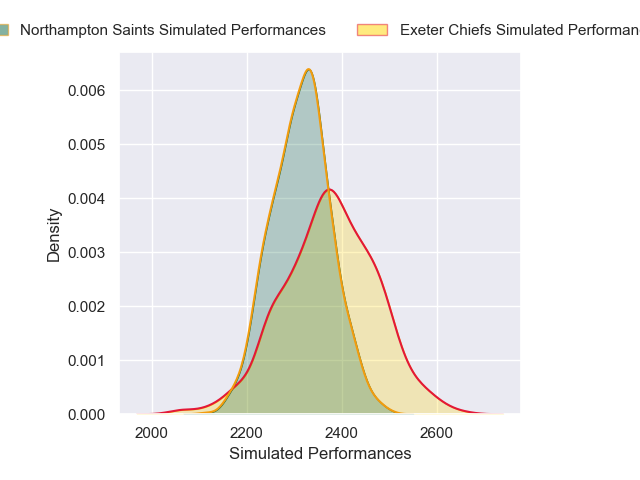 Northampton Saints Simulated Performances Exeter Chiefs Simulated
0.006
0.005
0.004
0.003
0.002
0.001
0.000
Density
2000 2200 2400 2600
Simulated Performances